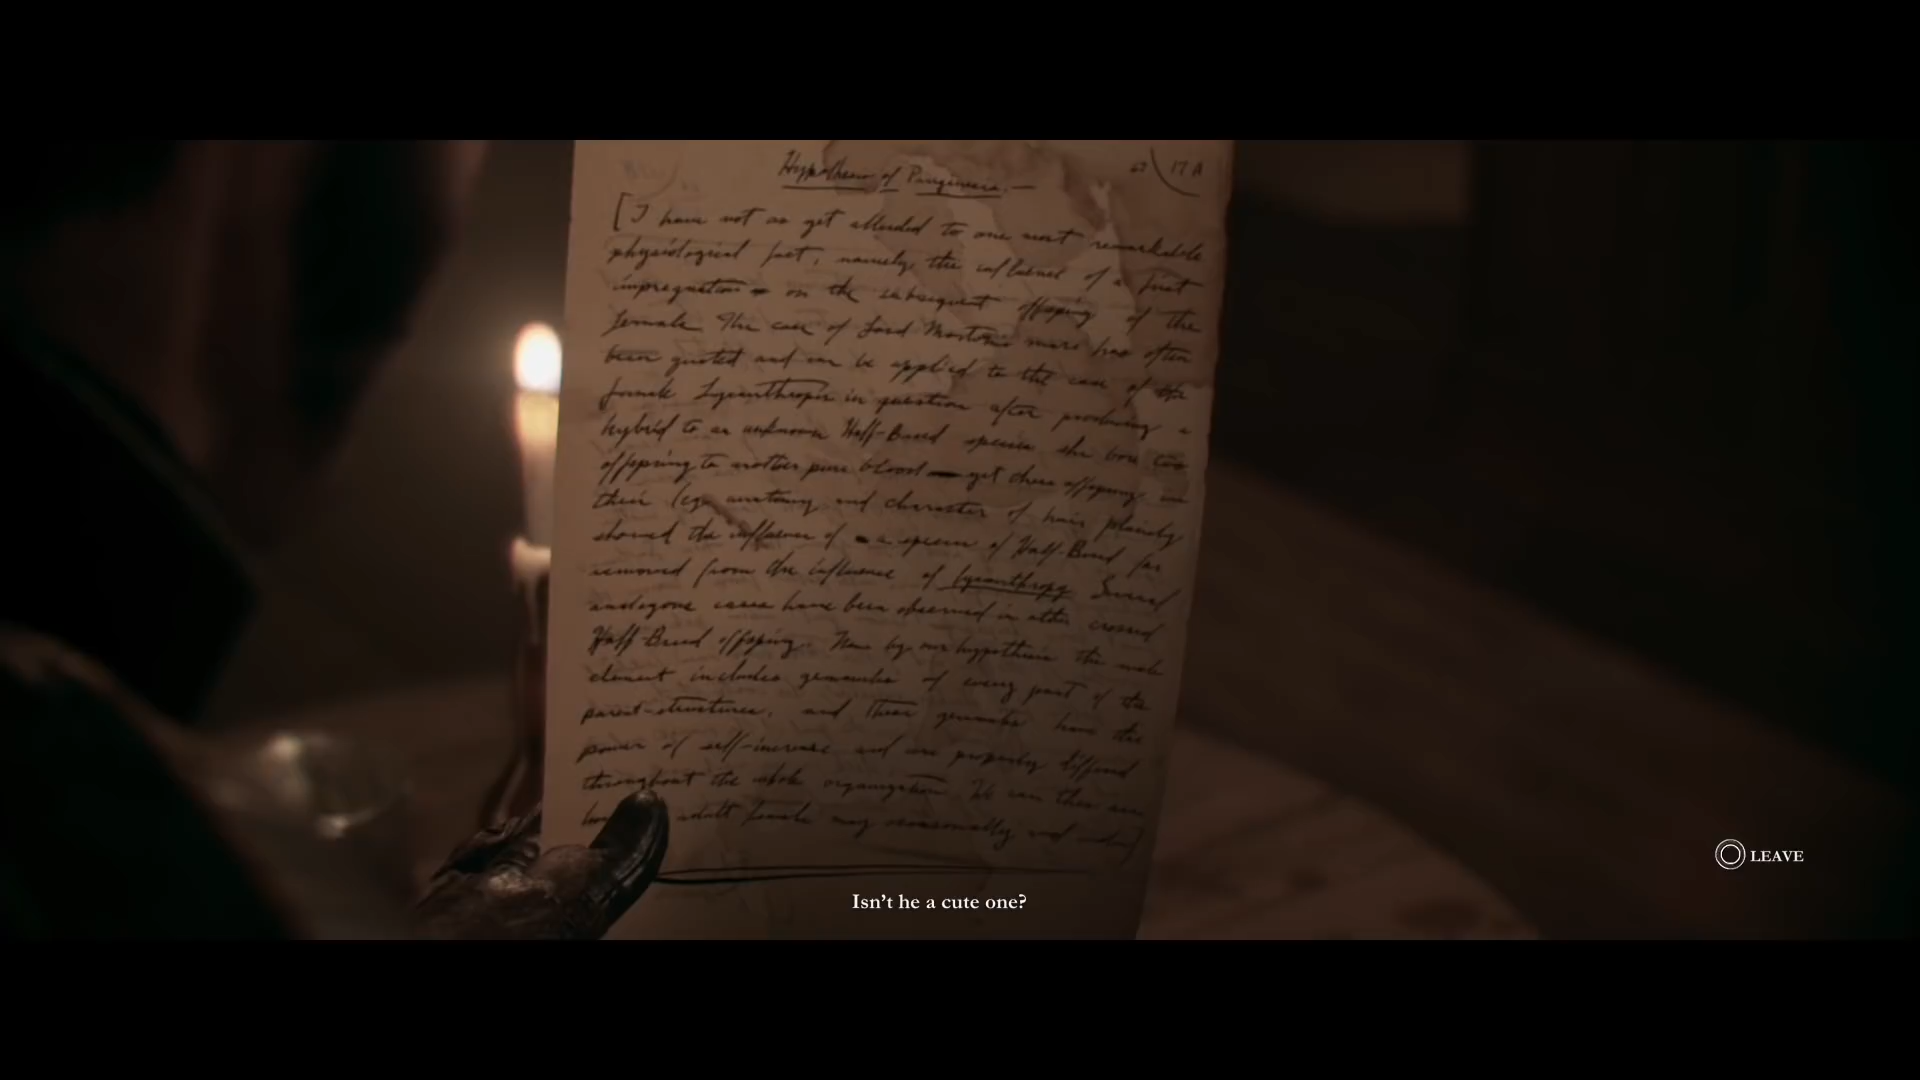 Hypothesis of Pangenesis.—
67 17 A
[I have not as yet alluded to one most remarkable
physiological fact, namely, the influence of a first
impregnation on the subsequent offspring of the
female The case of Lord Morton's mare has often
been quoted and can be applied to the case of the
female Lycanthrope in question after producing a
hybrid to an unknown Half-Breed species she bore two
offspring to another pure blood — yet these offspring in
their legs anatomy and character of hair plainly
showed the influence of a species of Half-Breed far
removed from the influence of lycanthropy Several
analogous cases have been observed in other crossed
Half-Breed offspring. Now by our hypothesis the male
element includes gemmules of every part of the
parent-structures, and these gemmules have the
power of self-increase and are properly diffused
throughout the whole organization. We can thus see
adult female may occasionally and
Isn't he a cute one?
LEAVE